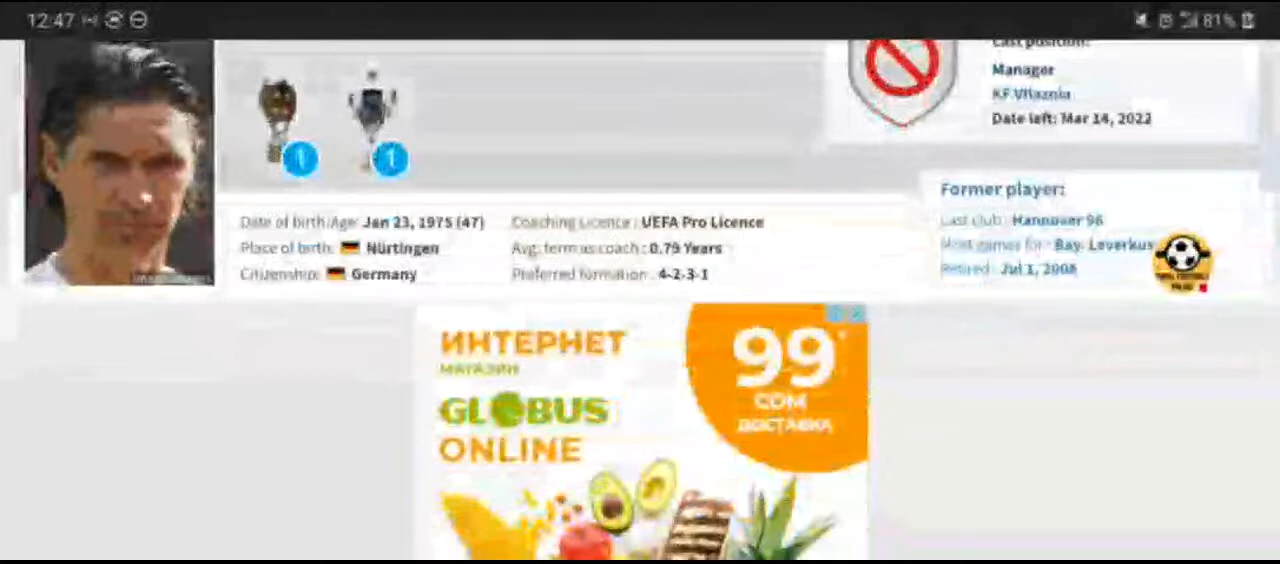 12:47
81%
Last position:
Manager
KF Vllaznia
Date left: Mar 14, 2022
1
1
Date of birth/Age: Jan 23, 1975 (47)
Place of birth: Nürtingen
Citizenship: Germany
Coaching Licence : UEFA Pro Licence
Avg. term as coach : 0.79 Years
Preferred formation : 4-2-3-1
Former player:
Last club : Hannover 96
Most games for : Bay. Leverkus
Retired : Jul 1, 2008
ИНТЕРНЕТ
МАГАЗИН
GLOBUS
ONLINE
99*
СОМ
ДОСТАВКА